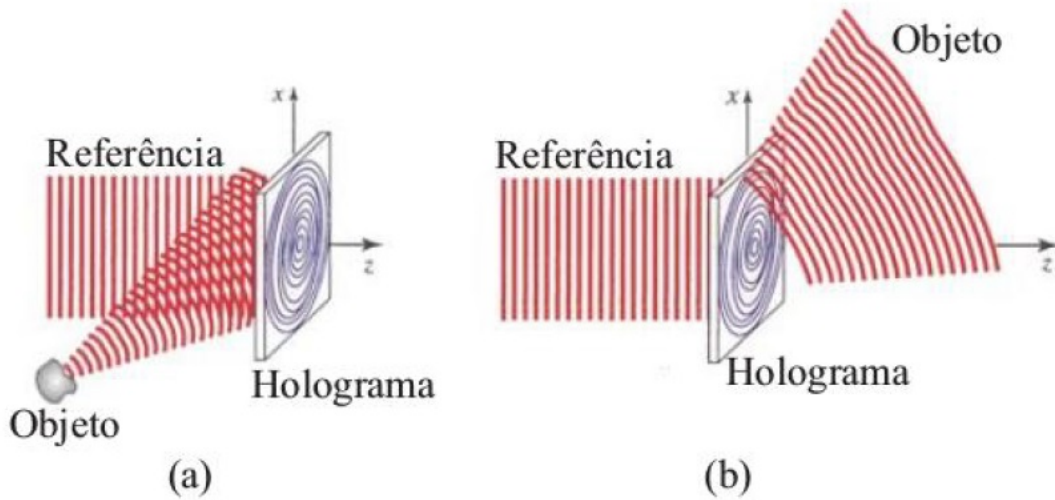 Objeto
x
x
Referência
Referência
z
z
Holograma
Holograma
Objeto
(a)
(b)